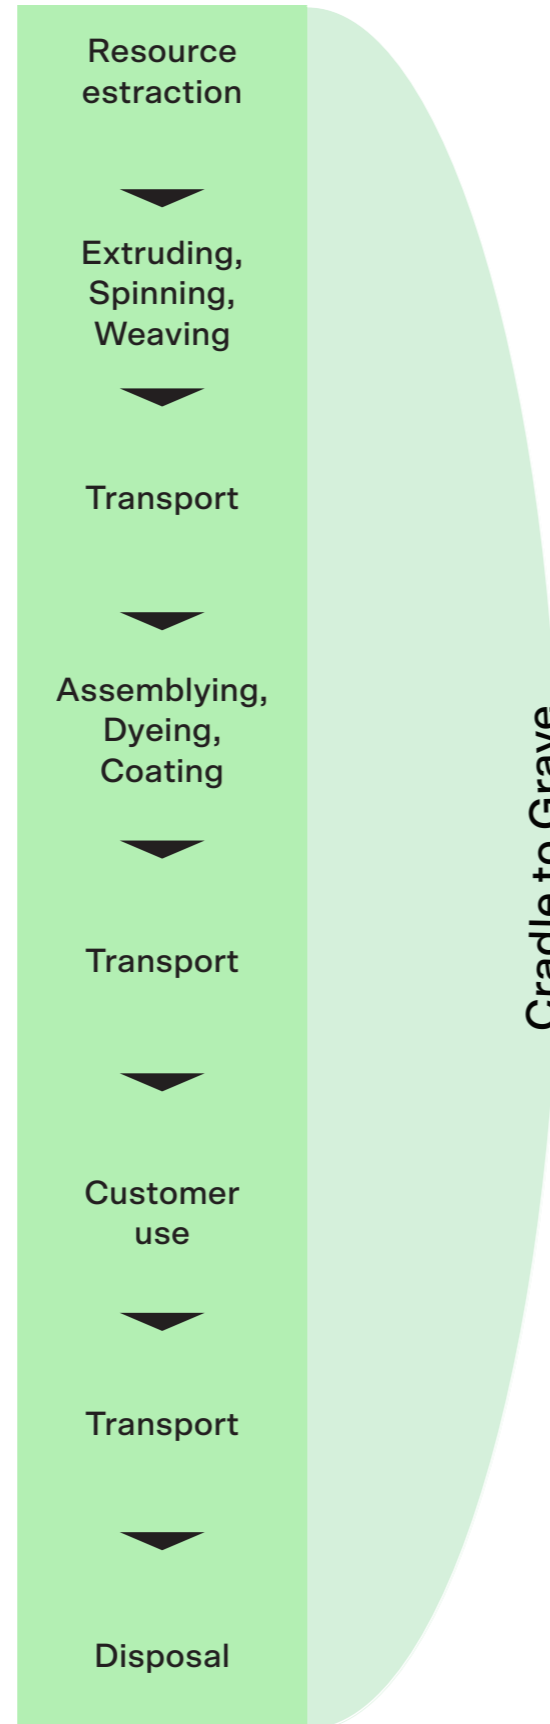 Resource
estraction
Extruding,
Spinning,
Weaving
Transport
Assemblying,
Dyeing,
Coating
Transport
Customer
use
Transport
Disposal
Cradle to Grave